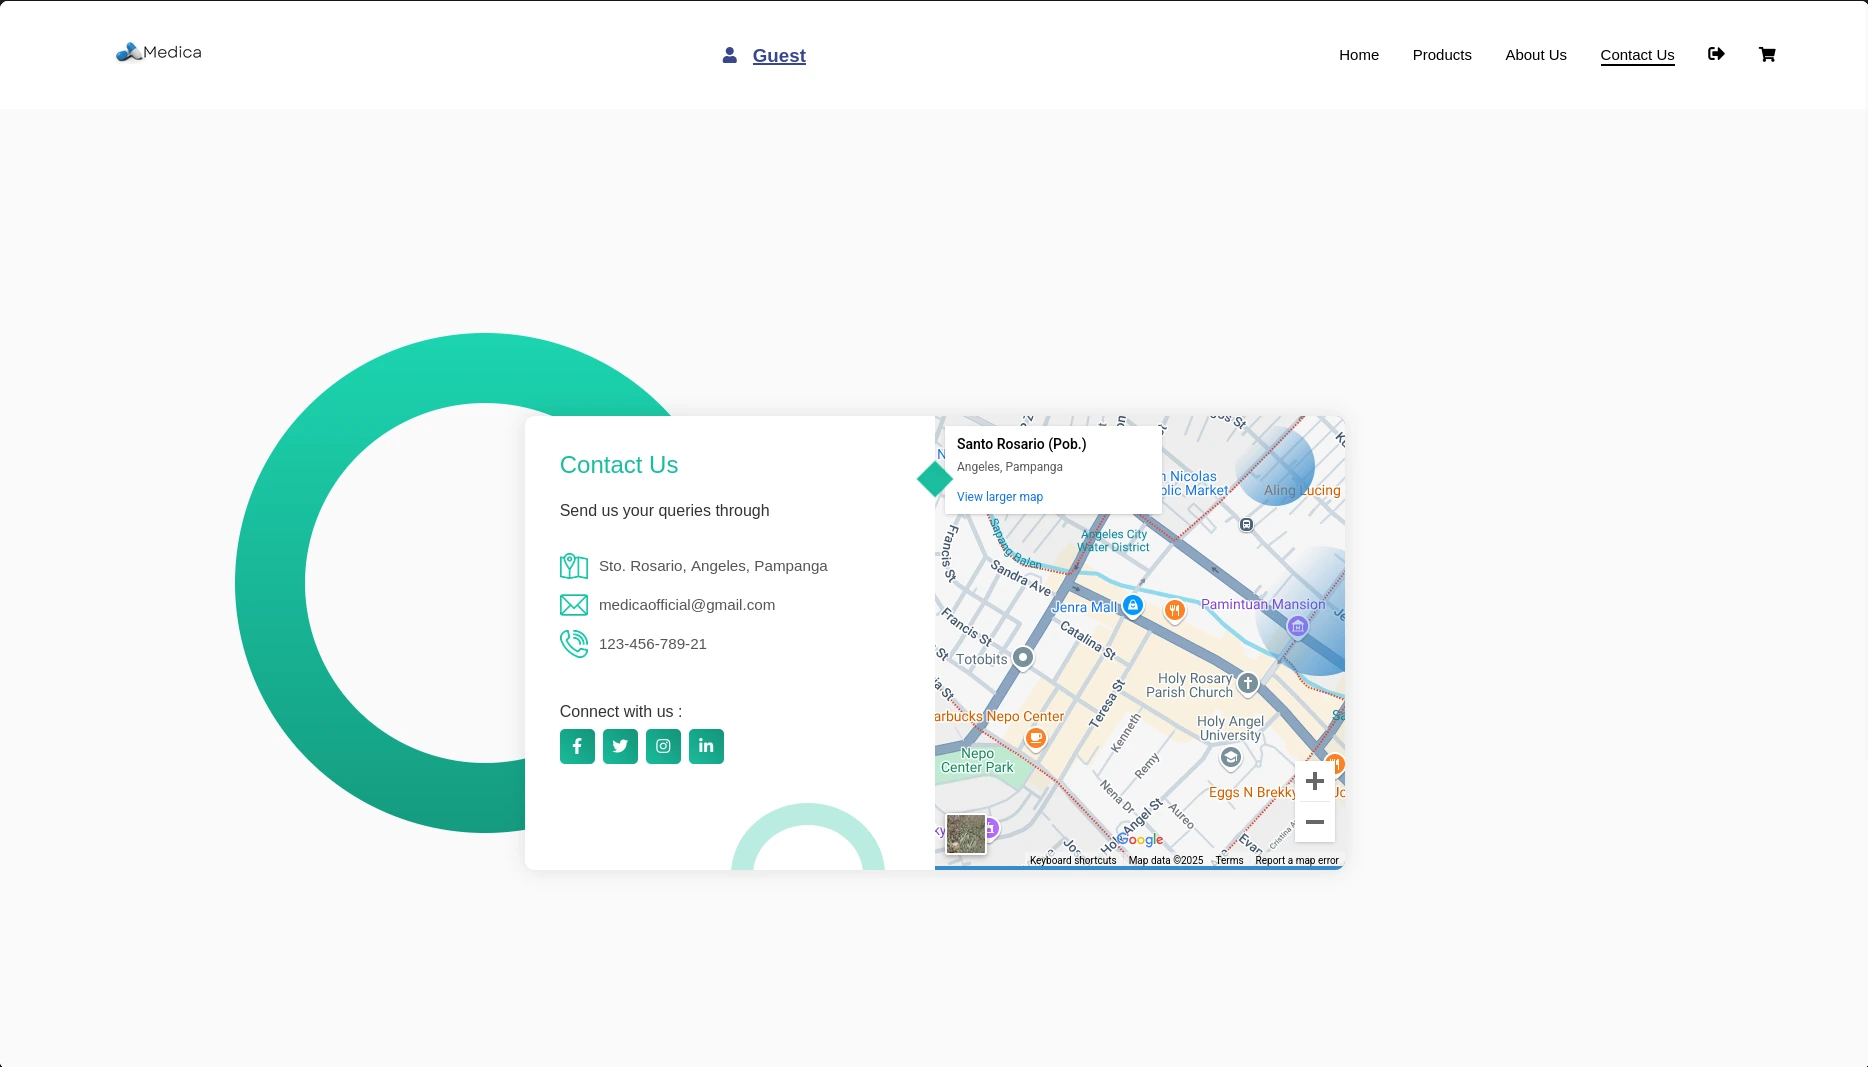 Medica
Guest
Home
Products
About Us
Contact Us
Contact Us
Send us your queries through
Sto. Rosario, Angeles, Pampanga
medicaofficial@gmail.com
123-456-789-21
Connect with us :
Santo Rosario (Pob.)
Angeles, Pampanga
View larger map
Nicolas
blic Market
Aling Lucing
Sapang Balen
Angeles City
Water District
Francis St
Sandra Ave
Jenra Mall
Pamintuan Mansion
Francis St
Catalina St
Totobits
Holy Rosary
Parish Church
Teresa St
arbucks Nepo Center
Kenneth
Holy Angel
University
Nepo
Center Park
Remy
Eggs N Brekky
Nena Dr
Aureo
Holy Angel St
Google
Keyboard shortcuts
Map data ©2025
Terms
Report a map error